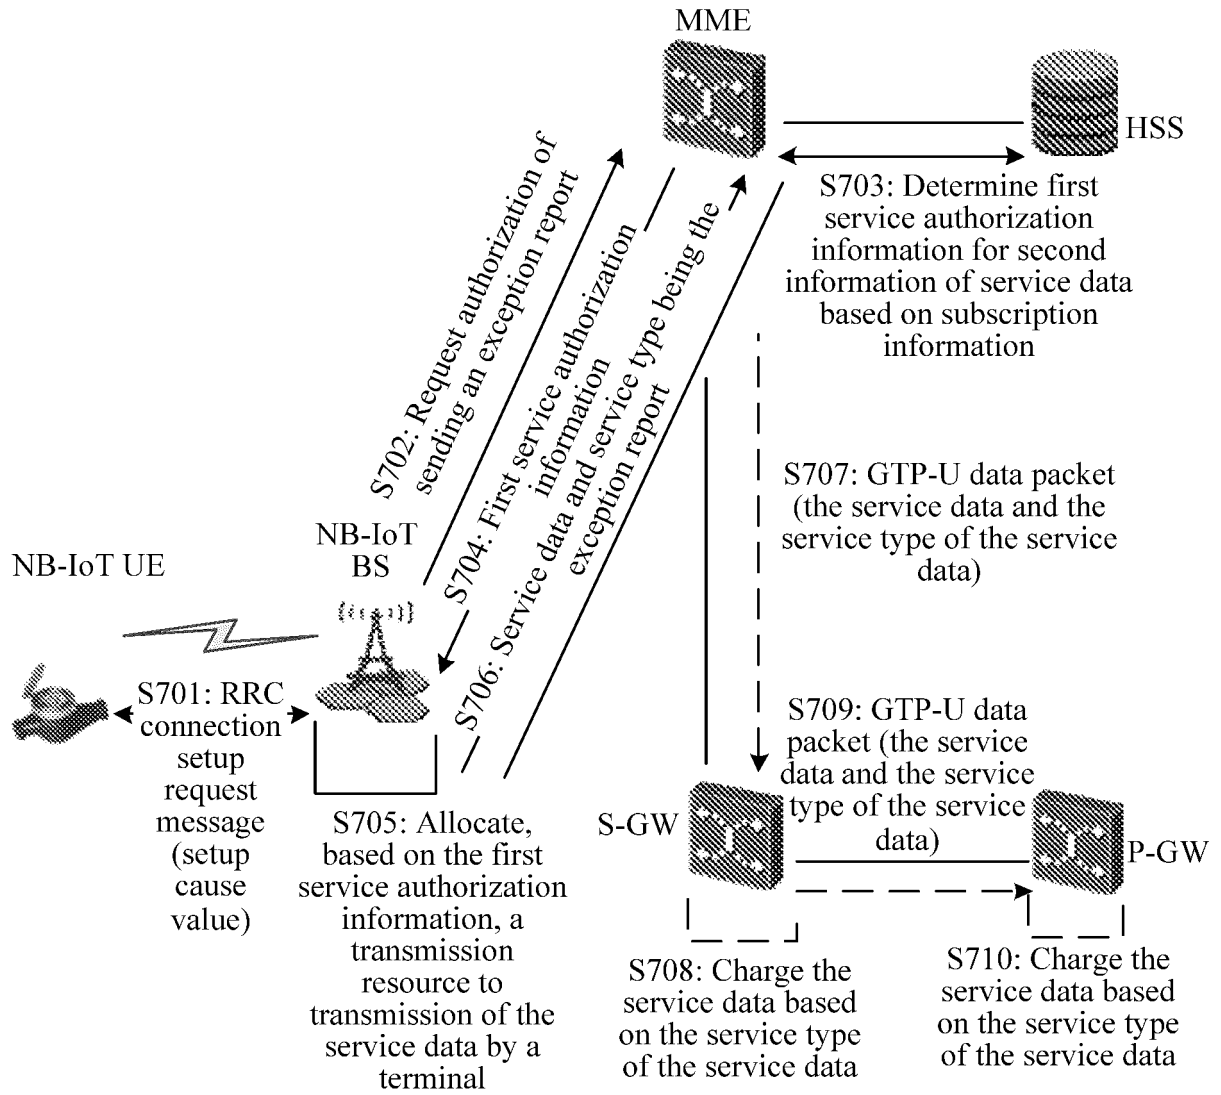 MME
HSS
S703: Determine first
service authorization
information for second
information of service data
based on subscription
information
S702: Request authorization of
sending an exception report
S704: First service authorization
information
S706: Service data and service type being the
exception report
NB-IoT UE
NB-IoT
BS
S701: RRC
connection
setup
request
message
(setup
cause
value)
S705: Allocate,
based on the first
service authorization
information, a
transmission
resource to
transmission of the
service data by a
terminal
S707: GTP-U data packet
(the service data and the
service type of the service
data)
S709: GTP-U data
packet (the service
data and the service
type of the service
data)
S-GW
P-GW
S708: Charge the
service data based
on the service type
of the service data
S710: Charge the
service data based
on the service type
of the service data